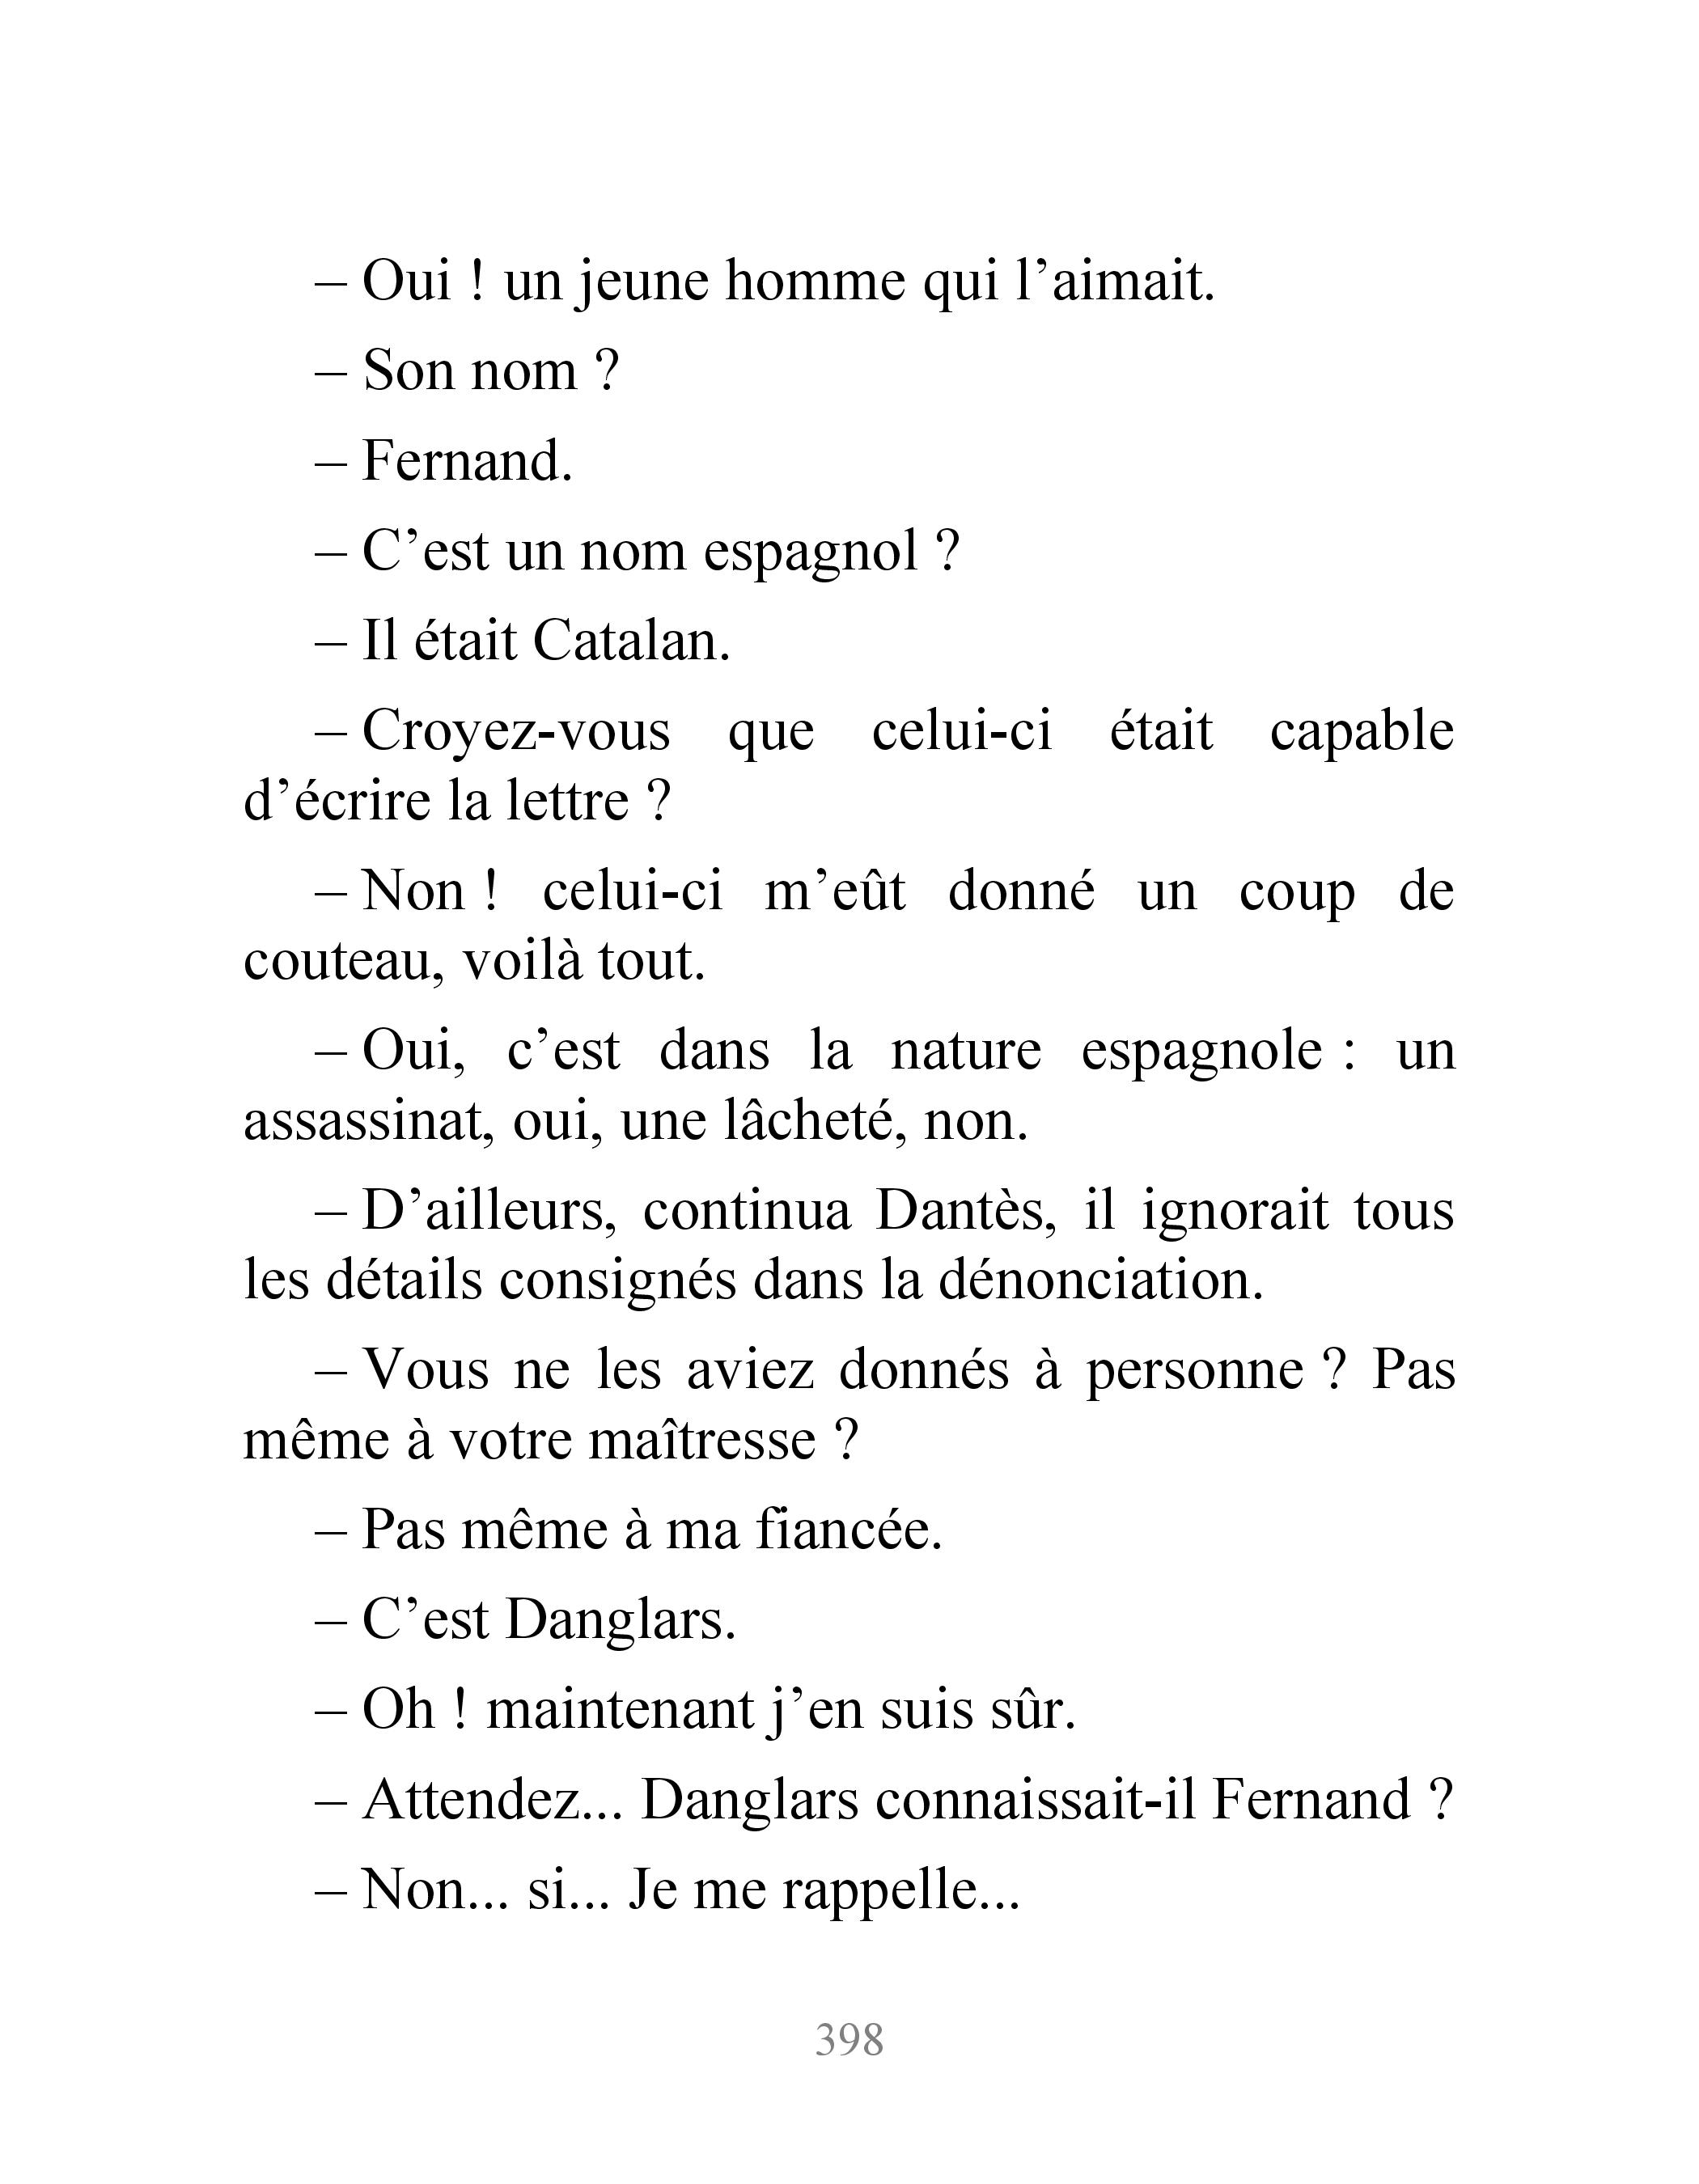 – Oui ! un jeune homme qui l’aimait.
– Son nom ?
– Fernand.
– C’est un nom espagnol ?
– Il était Catalan.
– Croyez-vous que celui-ci était capable
d’écrire la lettre ?
– Non ! celui-ci m’eût donné un coup de
couteau, voilà tout.
– Oui, c’est dans la nature espagnole : un
assassinat, oui, une lâcheté, non.
– D’ailleurs, continua Dantès, il ignorait tous
les détails consignés dans la dénonciation.
– Vous ne les aviez donnés à personne ? Pas
même à votre maîtresse ?
– Pas même à ma fiancée.
– C’est Danglars.
– Oh ! maintenant j’en suis sûr.
– Attendez... Danglars connaissait-il Fernand ?
– Non... si... Je me rappelle...
398